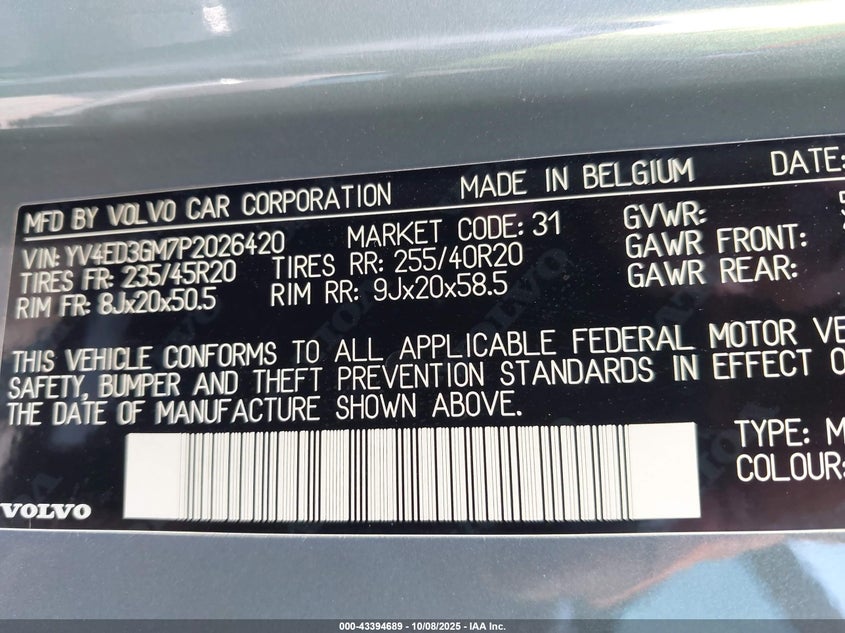 MFD BY VOLVO CAR CORPORATION MADE IN BELGIUM DATE:
VIN: YV4ED3GM7P2026420 MARKET CODE: 31 GVWR:
TIRES FR: 235/45R20 TIRES RR: 255/40R20 GAWR FRONT:
RIM FR: 8Jx20x50.5 RIM RR: 9Jx20x58.5 GAWR REAR:
THIS VEHICLE CONFORMS TO ALL APPLICABLE FEDERAL MOTOR VE
SAFETY, BUMPER AND THEFT PREVENTION STANDARDS IN EFFECT O
THE DATE OF MANUFACTURE SHOWN ABOVE.
TYPE: M
COLOUR:
VOLVO
000-43394689 - 10/08/2025 - IAA Inc.